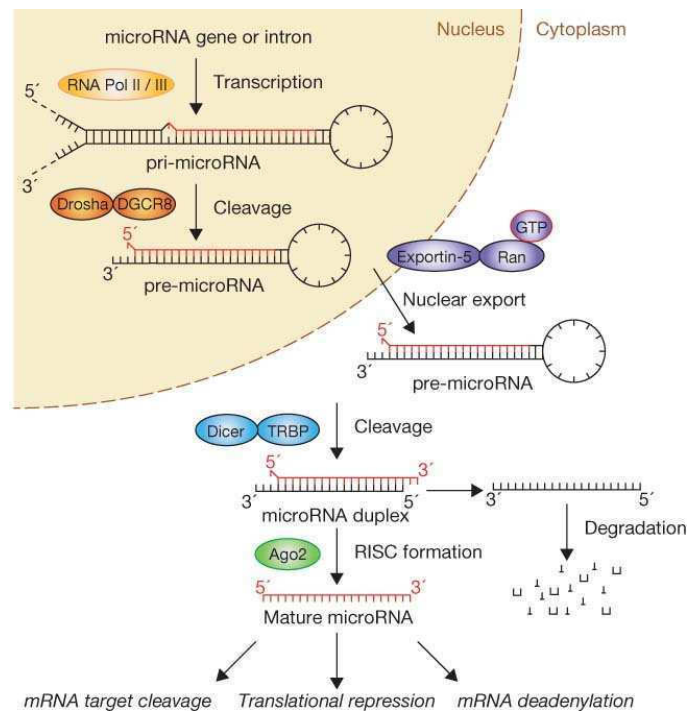 microRNA gene or intron
Nucleus
Cytoplasm
RNA Pol II / III
Transcription
5´
pri-microRNA
3´
Drosha
DGCR8
Cleavage
5´
3´
pre-microRNA
GTP
Exportin-5
Ran
Nuclear export
5´
3´
pre-microRNA
Dicer
TRBP
Cleavage
5´
3´
3´
5´
3´
5´
microRNA duplex
Degradation
Ago2
RISC formation
5´
3´
Mature microRNA
mRNA target cleavage
Translational repression
mRNA deadenylation